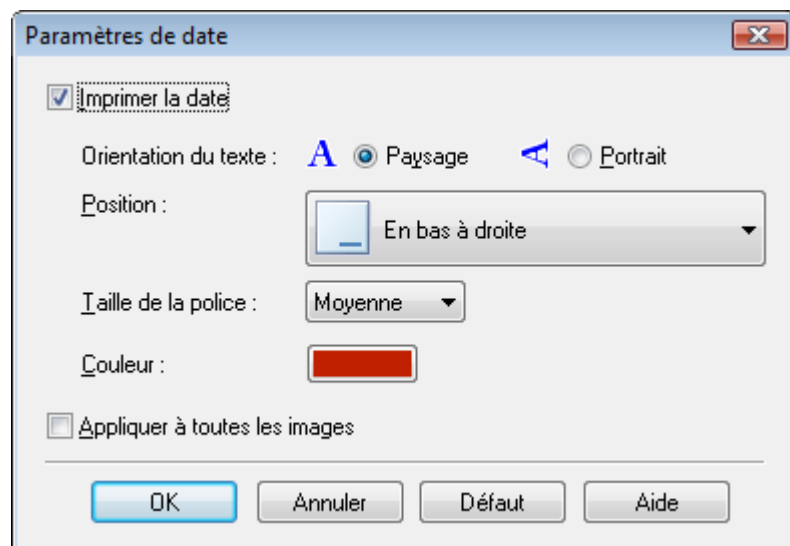 Paramètres de date
Imprimer la date
Orientation du texte : A Paysage A Portrait
Position : En bas à droite
Taille de la police : Moyenne
Couleur :
Appliquer à toutes les images
OK Annuler Défaut Aide